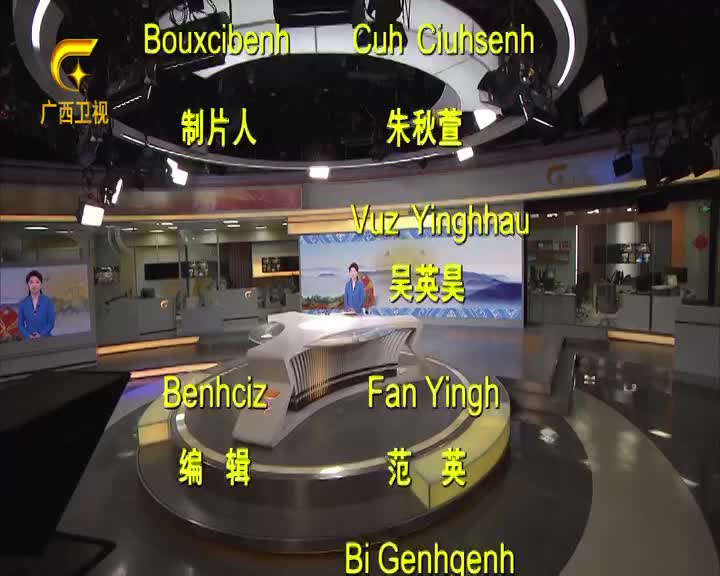 广西卫视
Bouxcibenh Cuh Ciuhsenh
制片人 朱秋萱
Vuz Yinghhau
吴英昊
Benhciz Fan Yingh
编 辑 范 英
Bi Genhgenh